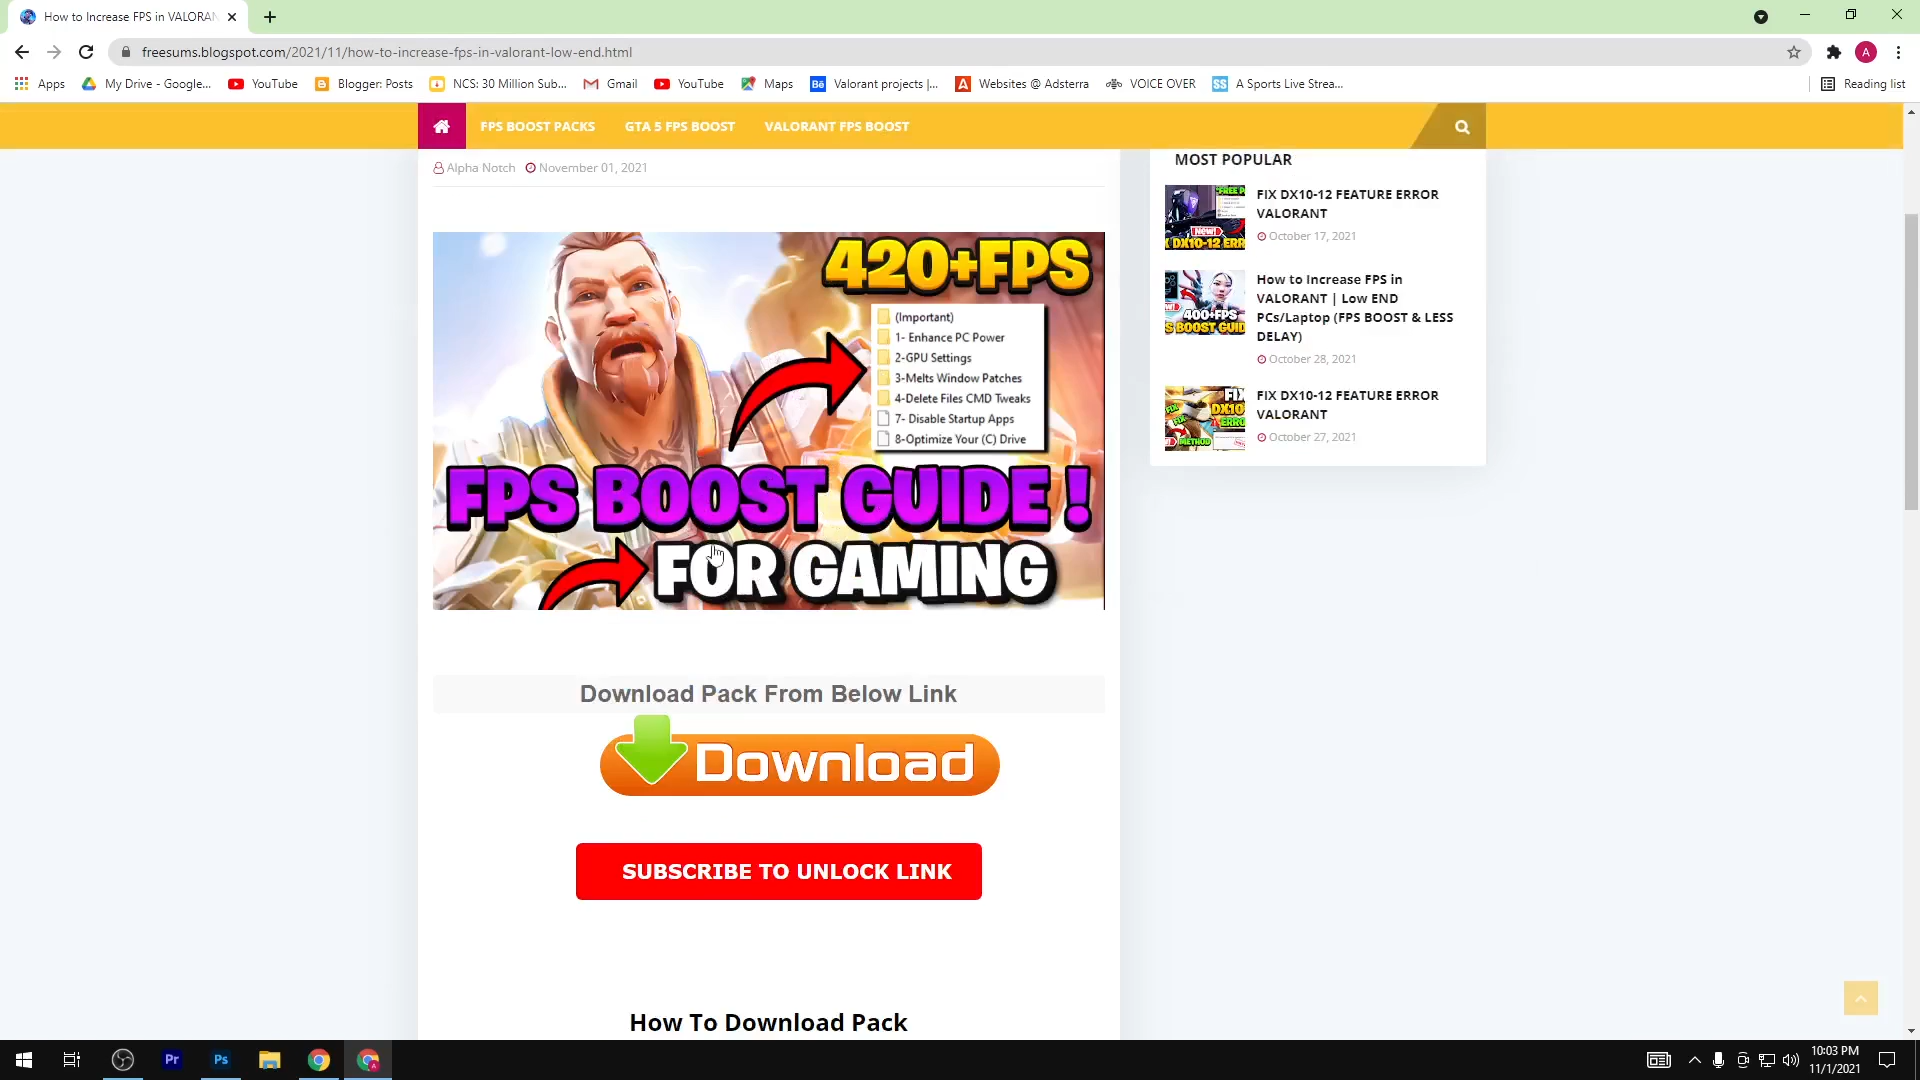 How to Increase FPS in VALORAN
freesums.blogspot.com/2021/11/how-to-increase-fps-in-valorant-low-end.html
A
Apps
My Drive - Google...
YouTube
Blogger: Posts
NCS: 30 Million Sub...
Gmail
YouTube
Maps
Bē Valorant projects |...
A Websites @ Adsterra
VOICE OVER
SS A Sports Live Strea...
Reading list
FPS BOOST PACKS
GTA 5 FPS BOOST
VALORANT FPS BOOST
Alpha Notch November 01, 2021
420+FPS
(Important)
1- Enhance PC Power
2-GPU Settings
3-Melts Window Patches
4-Delete Files CMD Tweaks
7- Disable Startup Apps
8-Optimize Your (C) Drive
FPS BOOST GUIDE !
FOR GAMING
Download Pack From Below Link
Download
SUBSCRIBE TO UNLOCK LINK
How To Download Pack
MOST POPULAR
FIX DX10-12 FEATURE ERROR
VALORANT
October 17, 2021
How to Increase FPS in
VALORANT | Low END
PCs/Laptop (FPS BOOST & LESS
DELAY)
October 28, 2021
400+FPS
FIX DX10-12 FEATURE ERROR
VALORANT
October 27, 2021
Pr
Ps
10:03 PM
11/1/2021